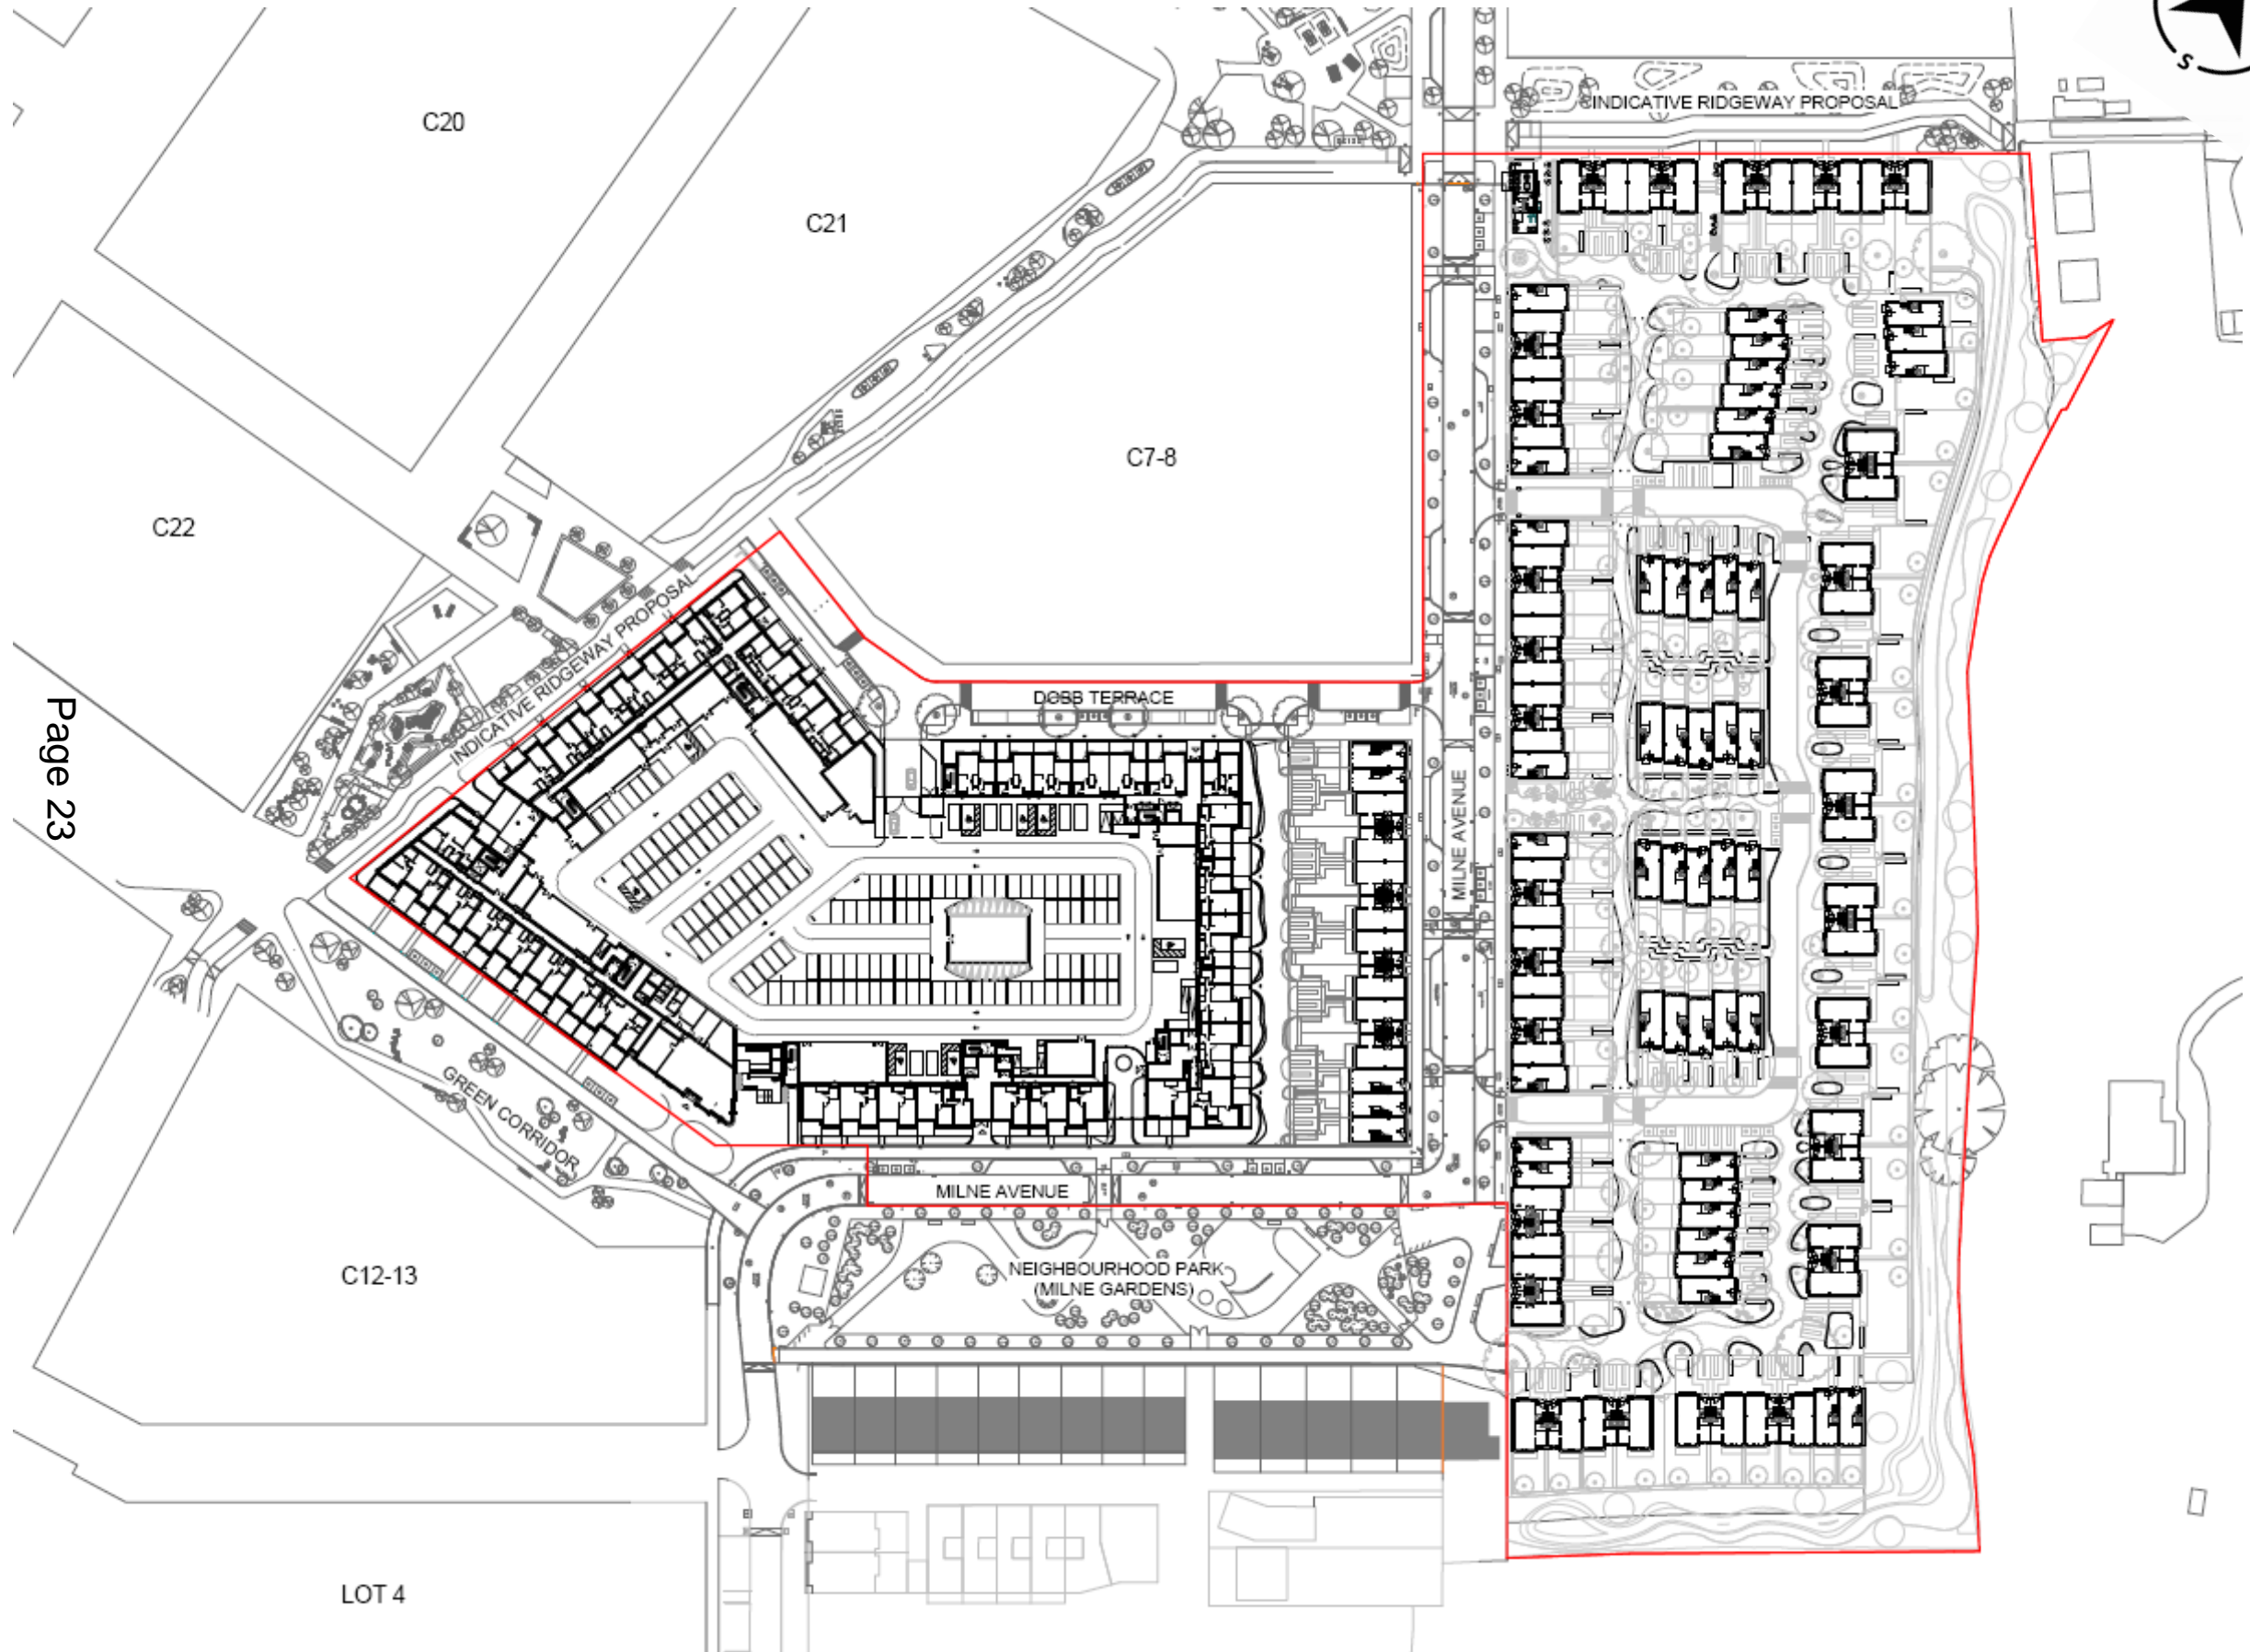 S
C20
INDICATIVE RIDGEWAY PROPOSAL
C21
C7-8
C22
INDICATIVE RIDGEWAY PROPOSAL
DOBB TERRACE
Page 23
MILNE AVENUE
GREEN CORRIDOR
MILNE AVENUE
NEIGHBOURHOOD PARK
(MILNE GARDENS)
C12-13
LOT 4